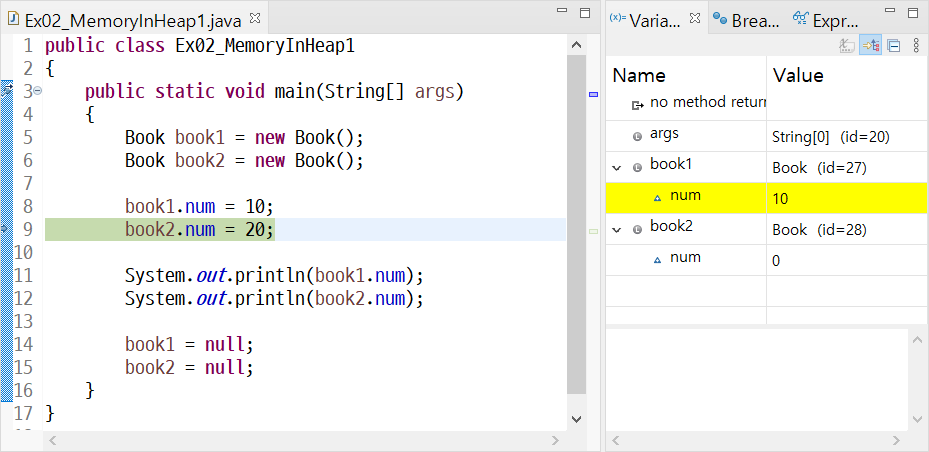 Ex02_MemoryInHeap1.java
1 public class Ex02_MemoryInHeap1
2 {
3 public static void main(String[] args)
4 {
5 Book book1 = new Book();
6 Book book2 = new Book();
7
8 book1.num = 10;
9 book2.num = 20;
10
11 System.out.println(book1.num);
12 System.out.println(book2.num);
13
14 book1 = null;
15 book2 = null;
16 }
17 }
(x)= Varia... Brea... Expr...
Name Value
no method retur
args String[0] (id=20)
book1 Book (id=27)
num 10
book2 Book (id=28)
num 0